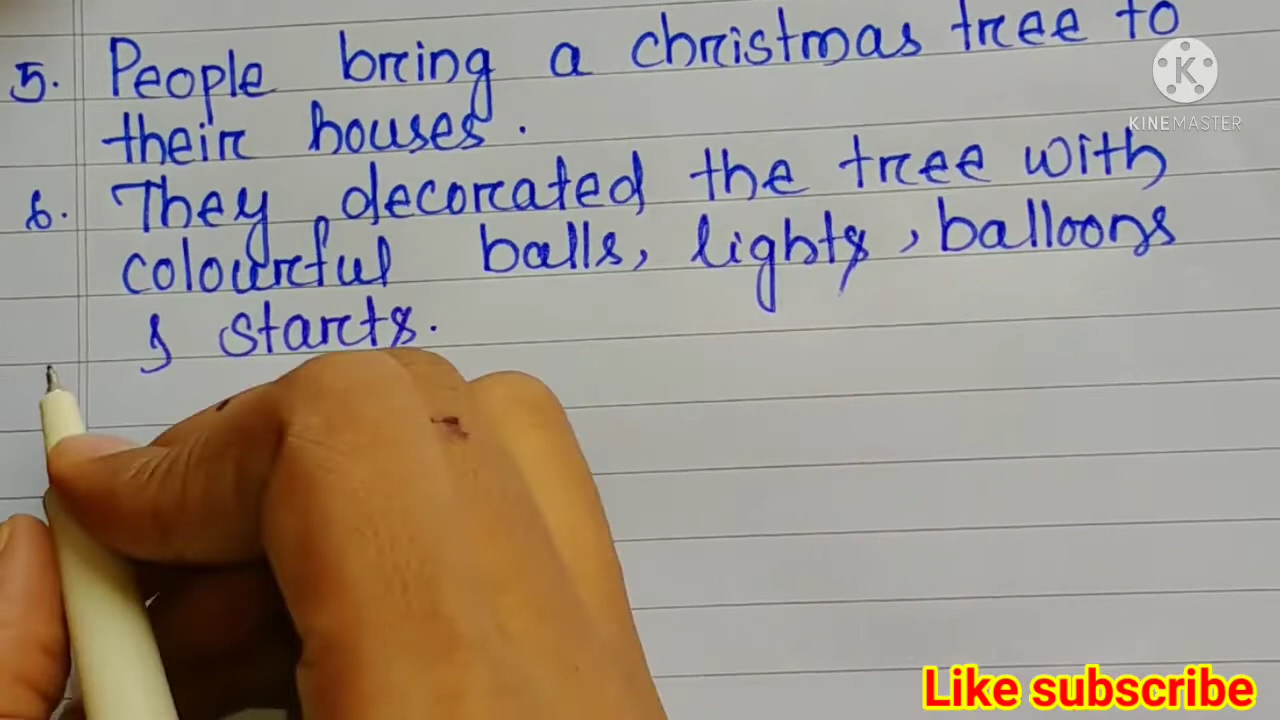 5. People bring a christmas tree to
their houses.
6. They decorated the tree with
colourful balls, lights, balloons
& starts.
K
KINEMASTER
Like subscribe